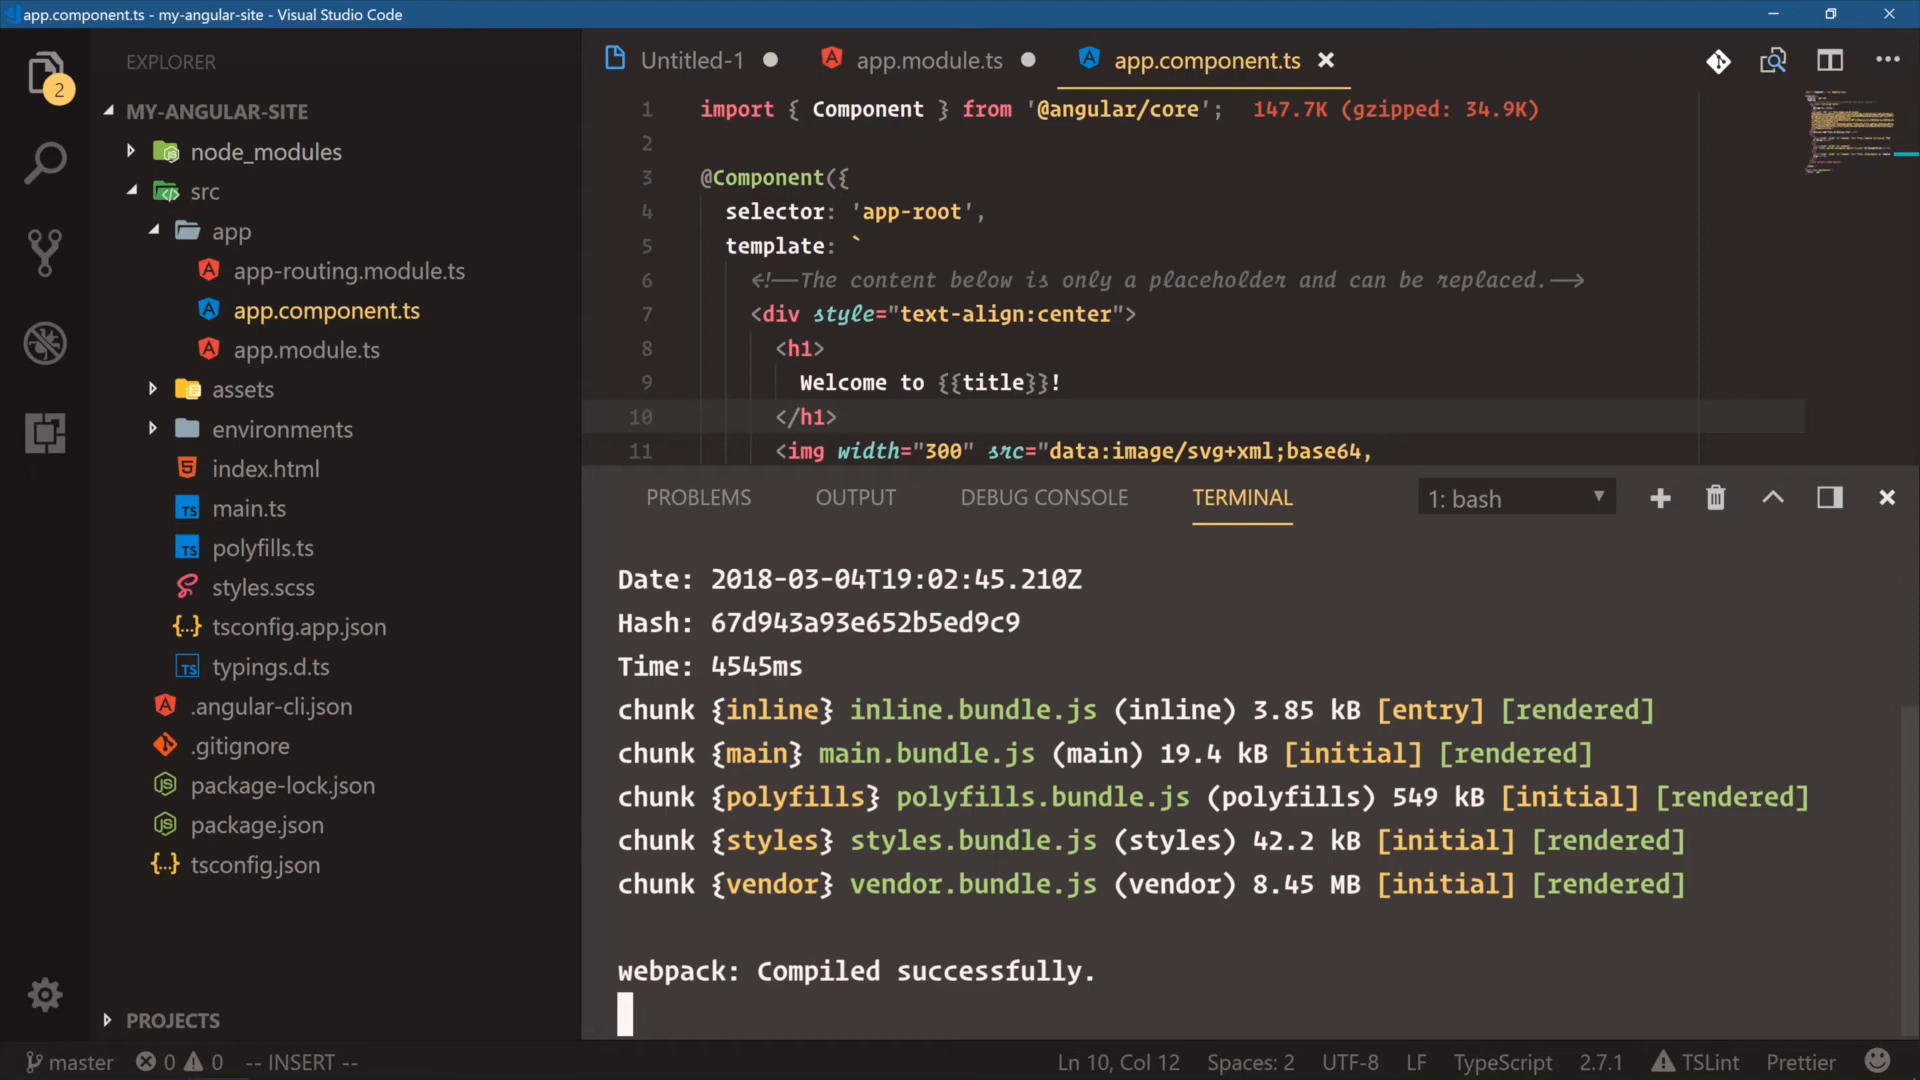 app.component.ts - my-angular-site - Visual Studio Code
EXPLORER
2
MY-ANGULAR-SITE
node_modules
src
app
app-routing.module.ts
app.component.ts
app.module.ts
assets
environments
index.html
TS main.ts
TS polyfills.ts
styles.scss
{..} tsconfig.app.json
TS typings.d.ts
.angular-cli.json
.gitignore
package-lock.json
package.json
{..} tsconfig.json
PROJECTS
Untitled-1
app.module.ts
app.component.ts
1 import { Component } from '@angular/core'; 147.7K (gzipped: 34.9K)
2
3 @Component({
4 selector: 'app-root',
5 template: `
6 <!--The content below is only a placeholder and can be replaced.-->
7 <div style="text-align:center">
8 <h1>
9 Welcome to {{title}}!
10 </h1>
11 <img width="300" src="data:image/svg+xml;base64,
PROBLEMS OUTPUT DEBUG CONSOLE TERMINAL 1: bash
Date: 2018-03-04T19:02:45.210Z
Hash: 67d943a93e652b5ed9c9
Time: 4545ms
chunk {inline} inline.bundle.js (inline) 3.85 kB [entry] [rendered]
chunk {main} main.bundle.js (main) 19.4 kB [initial] [rendered]
chunk {polyfills} polyfills.bundle.js (polyfills) 549 kB [initial] [rendered]
chunk {styles} styles.bundle.js (styles) 42.2 kB [initial] [rendered]
chunk {vendor} vendor.bundle.js (vendor) 8.45 MB [initial] [rendered]
webpack: Compiled successfully.
master 0 0 -- INSERT -- Ln 10, Col 12 Spaces: 2 UTF-8 LF TypeScript 2.7.1 TSLint Prettier